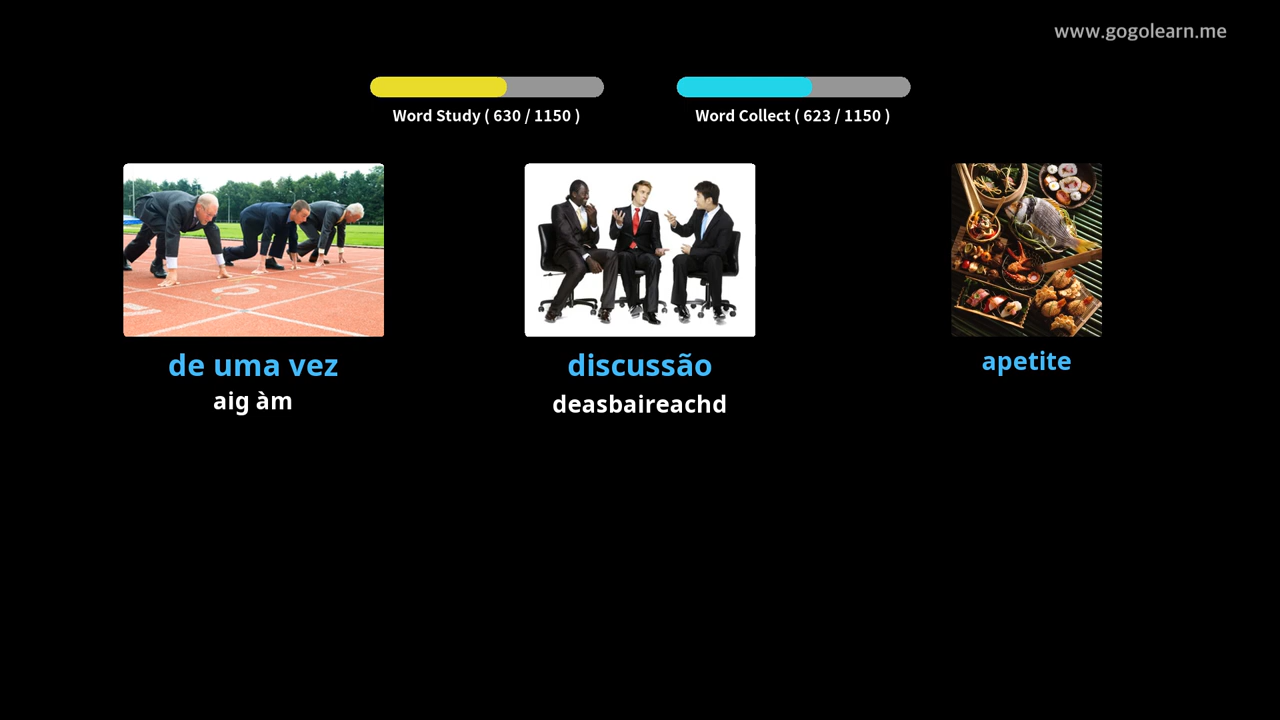 www.gogolearn.me
Word Study ( 630 / 1150 )
Word Collect ( 623 / 1150 )
de uma vez
aig àm
discussão
deasbaireachd
apetite